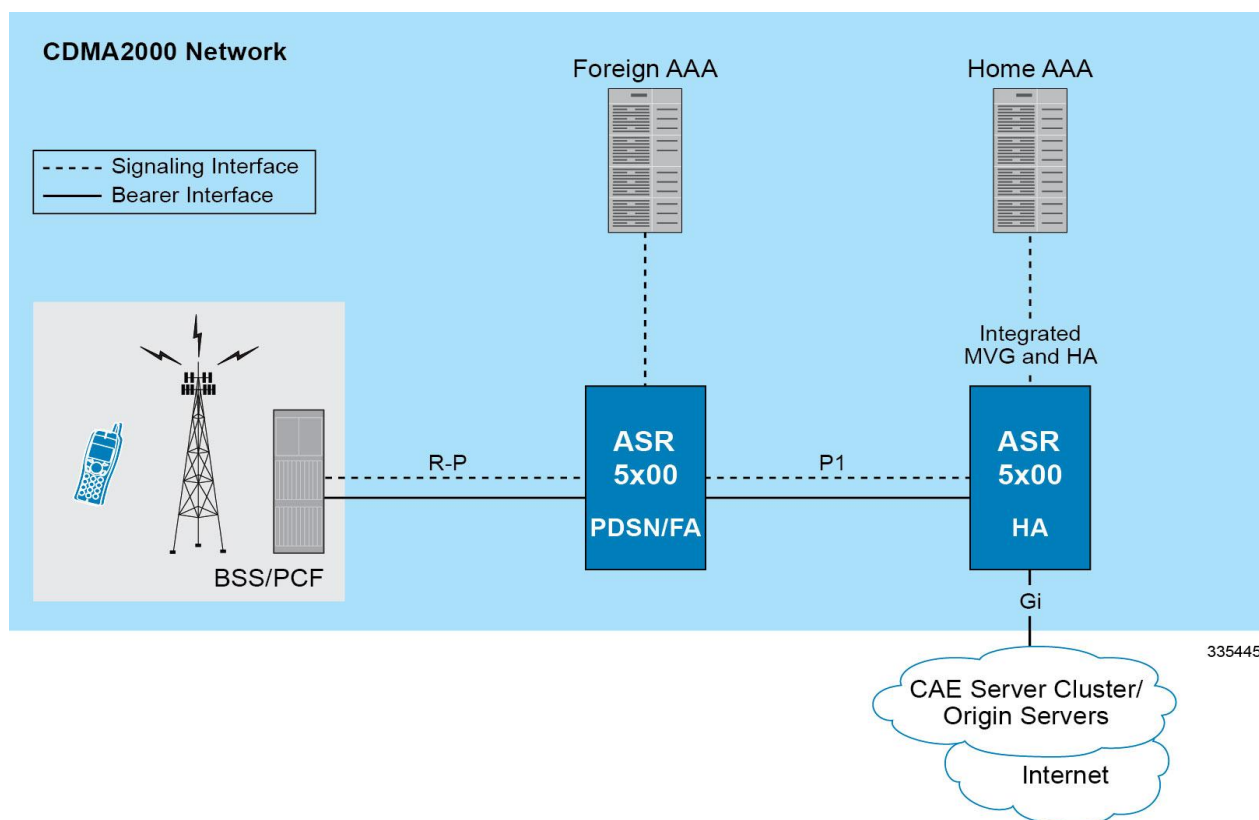 CDMA2000 Network
Foreign AAA
Home AAA
Signaling Interface
Bearer Interface
Integrated
MVG and HA
R-P
ASR
5x00
PDSN/FA
P1
ASR
5x00
HA
BSS/PCF
Gi
335445
CAE Server Cluster/
Origin Servers
Internet